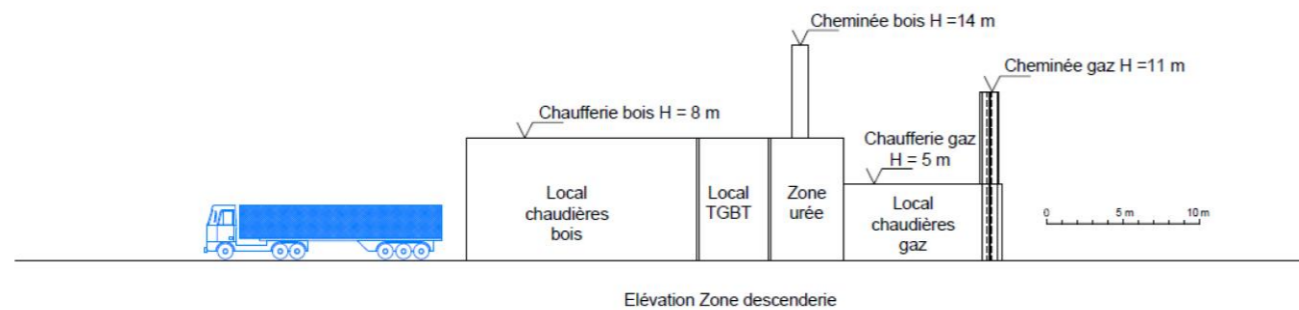 Cheminée bois H =14 m
Cheminée gaz H =11 m
Chaufferie bois H = 8 m
Chaufferie gaz
H = 5 m
Local
chaudières
bois
Local
TGBT
Zone
urée
Local
chaudières
gaz
0 5 m 10 m
Elévation Zone descenderie